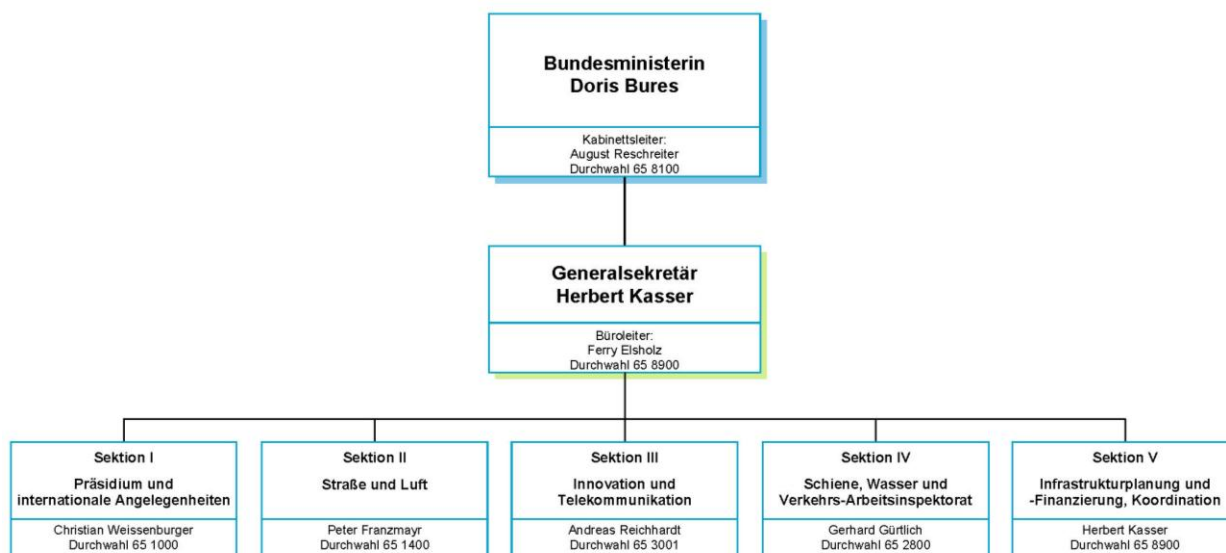 Bundesministerin
Doris Bures
Kabinettsleiter:
August Reschreiter
Durchwahl 65 8100
Generalsekretär
Herbert Kasser
Büroleiter:
Ferry Elsholz
Durchwahl 65 8900
Sektion I
Präsidium und
internationale Angelegenheiten
Christian Weissenburger
Durchwahl 65 1000
Sektion II
Straße und Luft
Peter Franzmayr
Durchwahl 65 1400
Sektion III
Innovation und
Telekommunikation
Andreas Reichhardt
Durchwahl 65 3001
Sektion IV
Schiene, Wasser und
Verkehrs-Arbeitsinspektorat
Gerhard Gürtlich
Durchwahl 65 2800
Sektion V
Infrastrukturplanung und
-Finanzierung, Koordination
Herbert Kasser
Durchwahl 65 8900